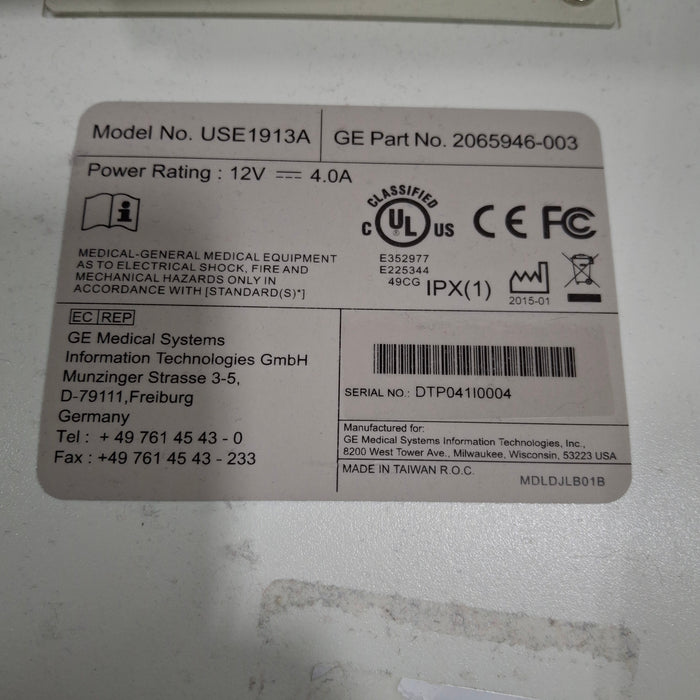 Model No. USE1913A
GE Part No. 2065946-003
Power Rating : 12V ⎓ 4.0A
CLASSIFIED
C UL® US
CE FC
E352977
E225344
49CG
IPX(1)
2015-01
MEDICAL-GENERAL MEDICAL EQUIPMENT
AS TO ELECTRICAL SHOCK, FIRE AND
MECHANICAL HAZARDS ONLY IN
ACCORDANCE WITH [STANDARD(S)*]
EC REP
GE Medical Systems
Information Technologies GmbH
Munzinger Strasse 3-5,
D-79111,Freiburg
Germany
Tel : + 49 761 45 43 - 0
Fax : +49 761 45 43 - 233
SERIAL NO.: DTP041I0004
Manufactured for:
GE Medical Systems Information Technologies, Inc.,
8200 West Tower Ave., Milwaukee, Wisconsin, 53223 USA
MADE IN TAIWAN R.O.C.
MDLDJLB01B